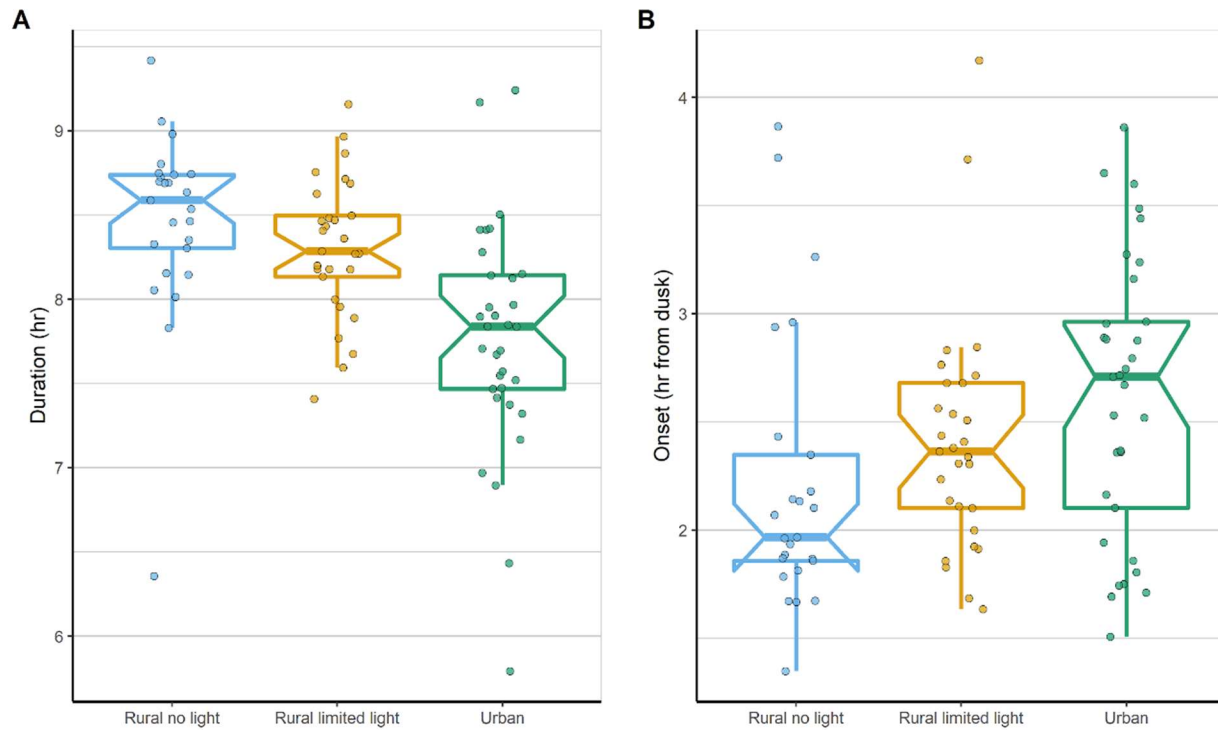 A
Duration (hr)
9
8
7
6
Rural no light
Rural limited light
Urban
B
Onset (hr from dusk)
4
3
2
Rural no light
Rural limited light
Urban